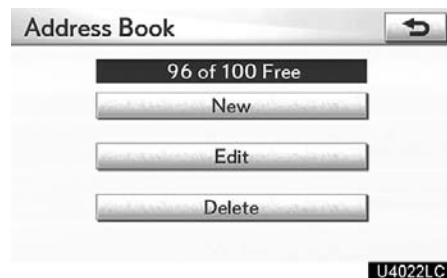 Address Book
96 of 100 Free
New
Edit
Delete
U4022LC